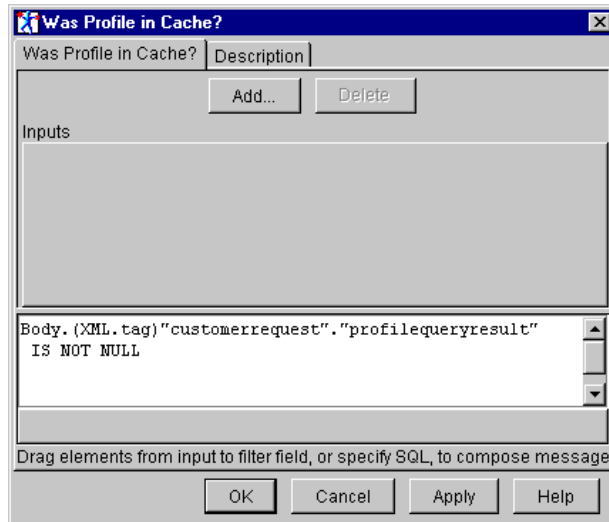 Was Profile in Cache?
Was Profile in Cache? Description
Add... Delete
Inputs
Body.(XML.tag)"customerrequest"."profilequeryresult"
IS NOT NULL
Drag elements from input to filter field, or specify SQL, to compose message
OK Cancel Apply Help